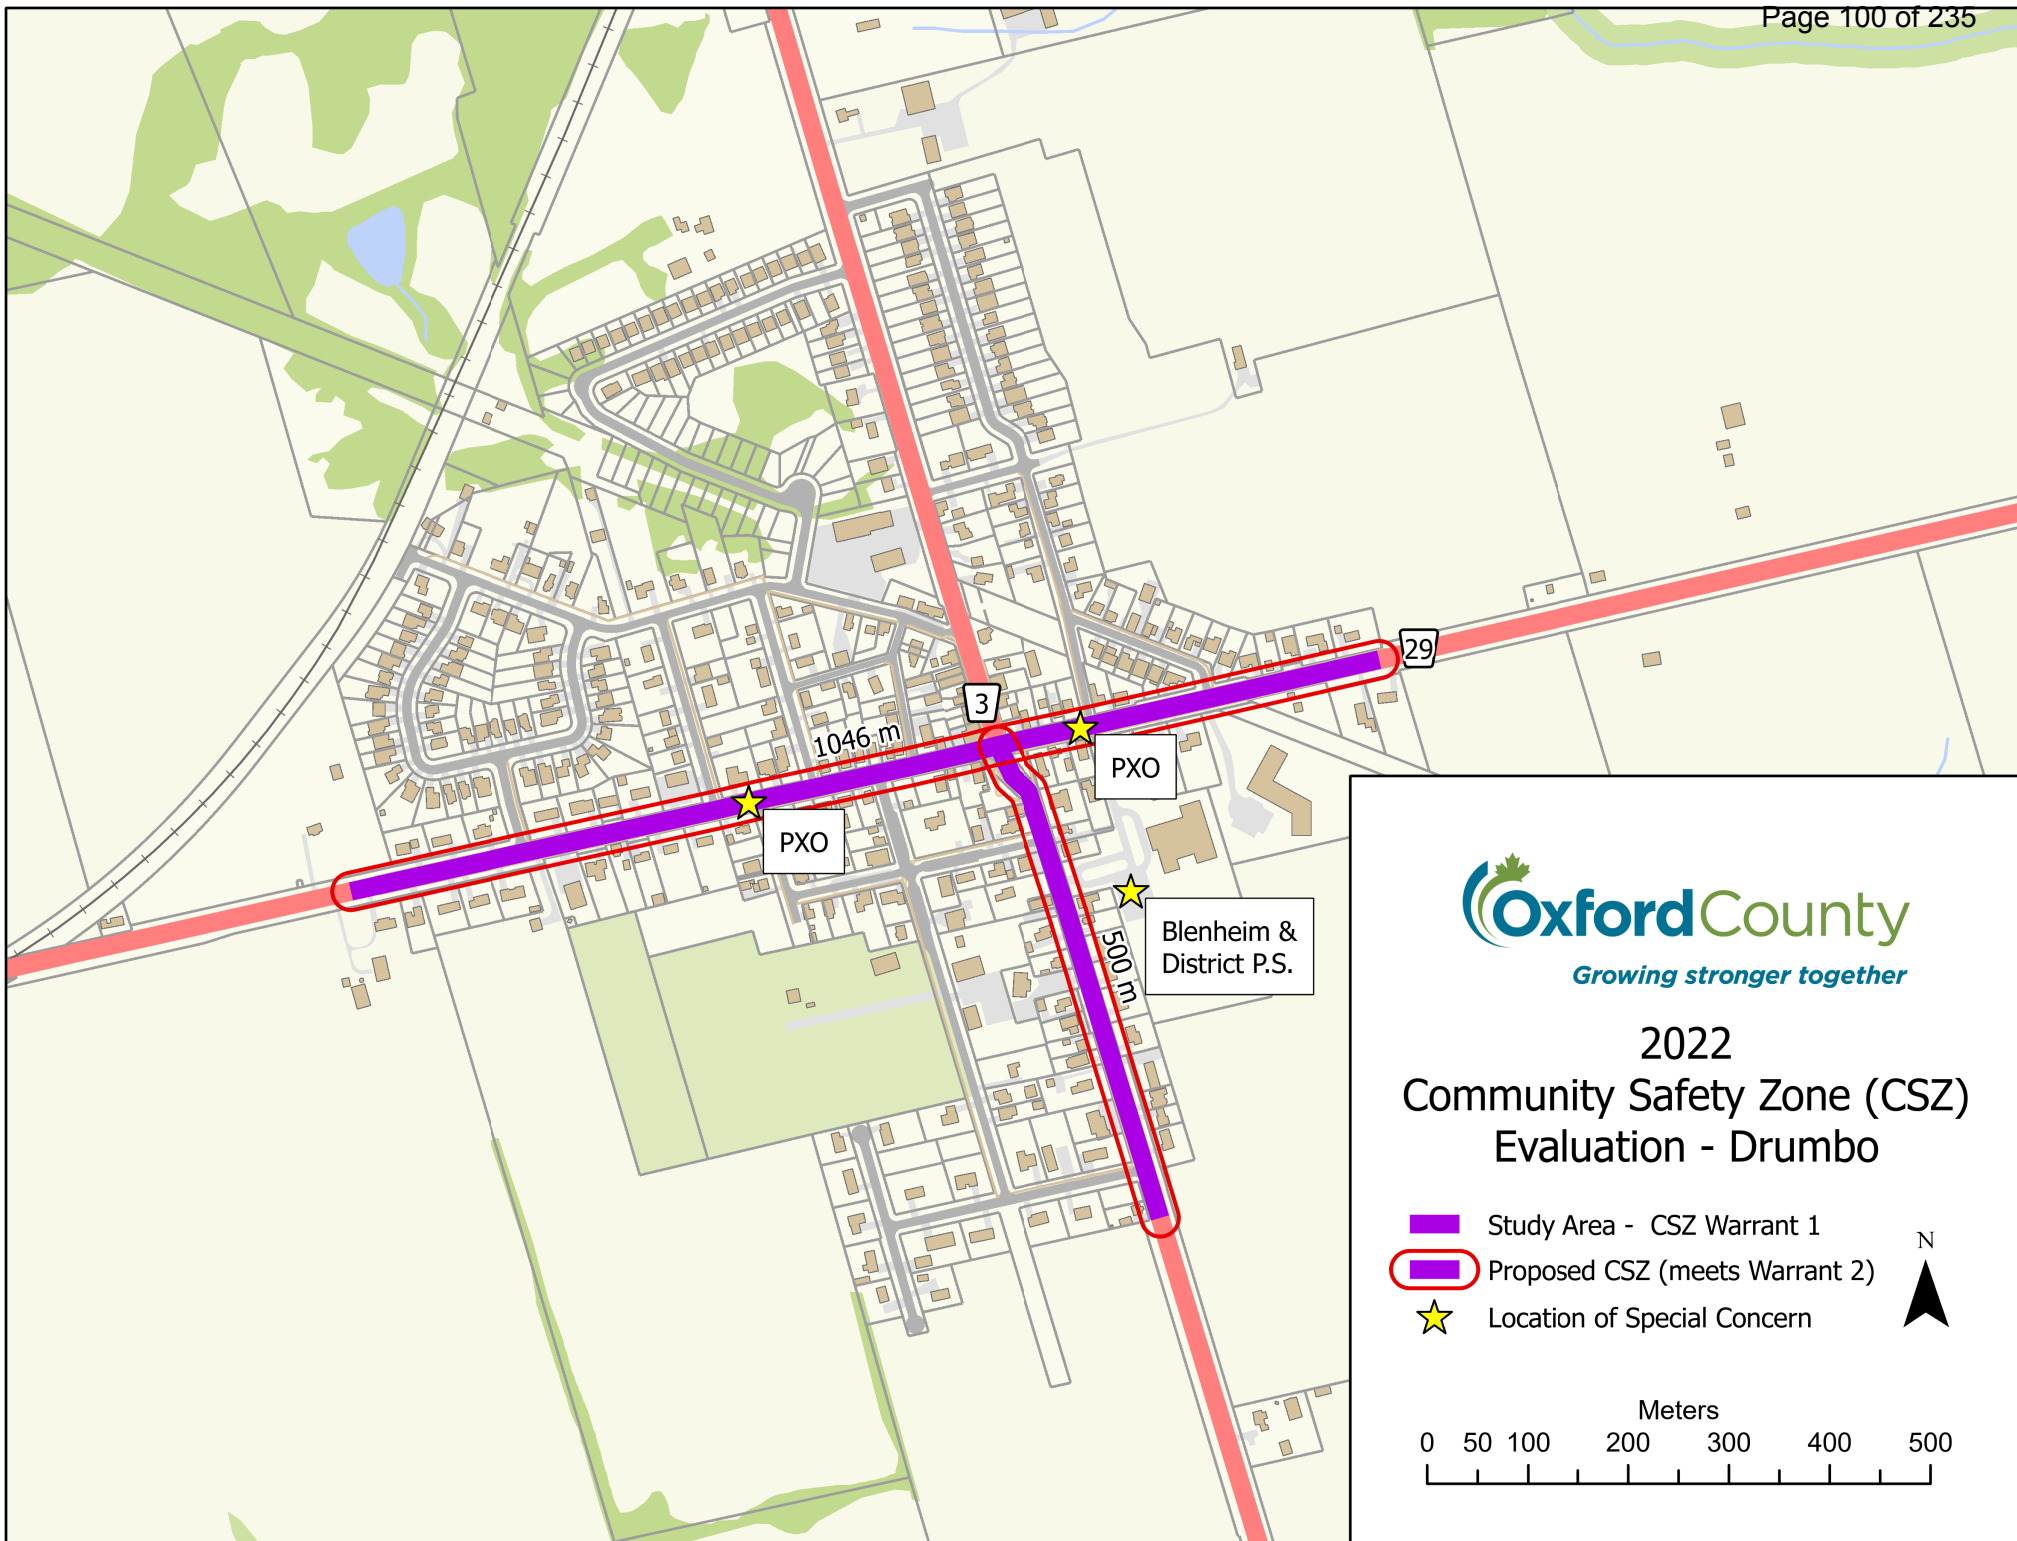 Page 100 of 235
29
3
1046 m
PXO
PXO
Blenheim &
District P.S.
500 m
OxfordCounty
Growing stronger together
2022
Community Safety Zone (CSZ)
Evaluation - Drumbo
Study Area - CSZ Warrant 1
Proposed CSZ (meets Warrant 2)
Location of Special Concern
N
Meters
0 50 100 200 300 400 500